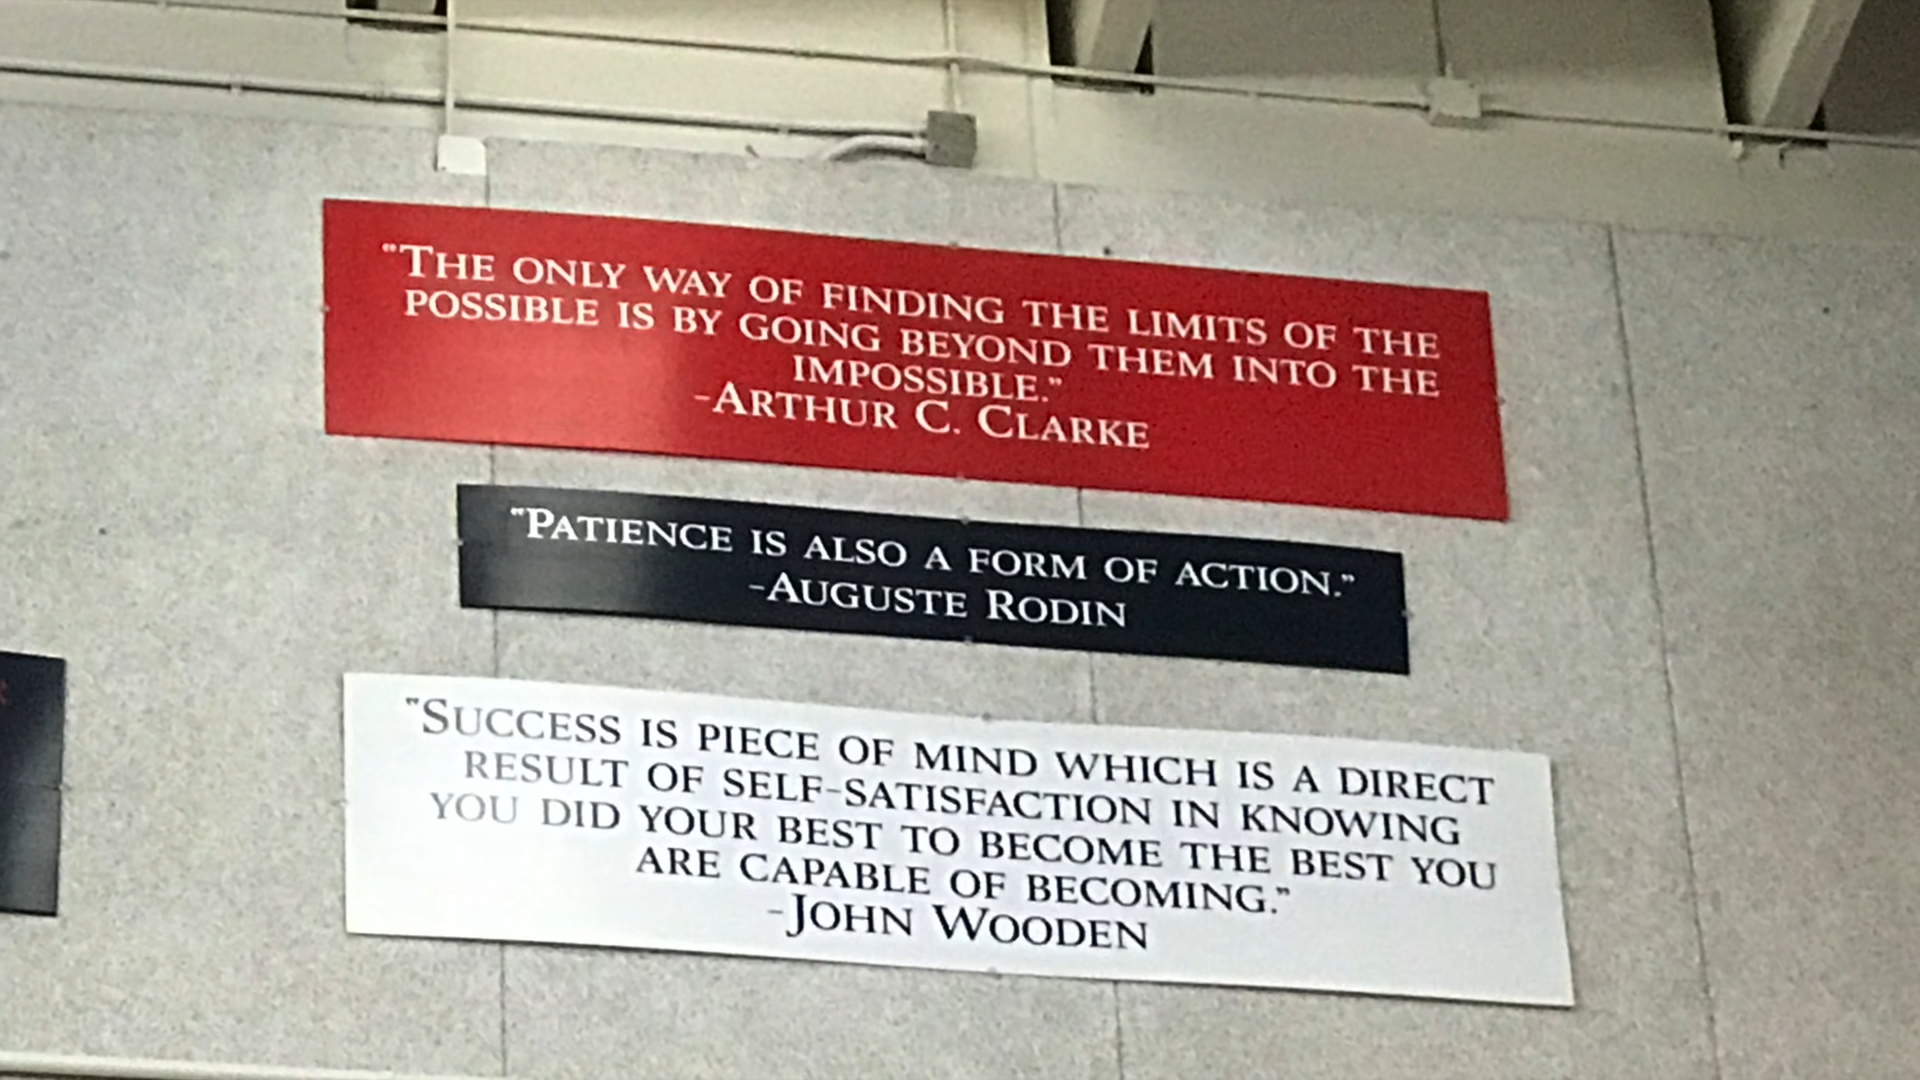 "The only way of finding the limits of the
possible is by going beyond them into the
impossible."
-Arthur C. Clarke
"Patience is also a form of action."
-Auguste Rodin
"Success is piece of mind which is a direct
result of self-satisfaction in knowing
you did your best to become the best you
are capable of becoming."
-John Wooden